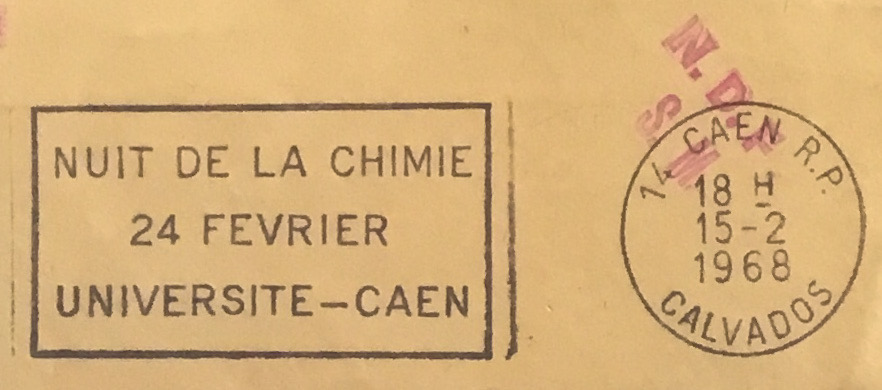 NUIT DE LA CHIMIE
24 FEVRIER
UNIVERSITE-CAEN
N.D.
S
14 CAEN R.P.
18 H
15-2
1968
CALVADOS